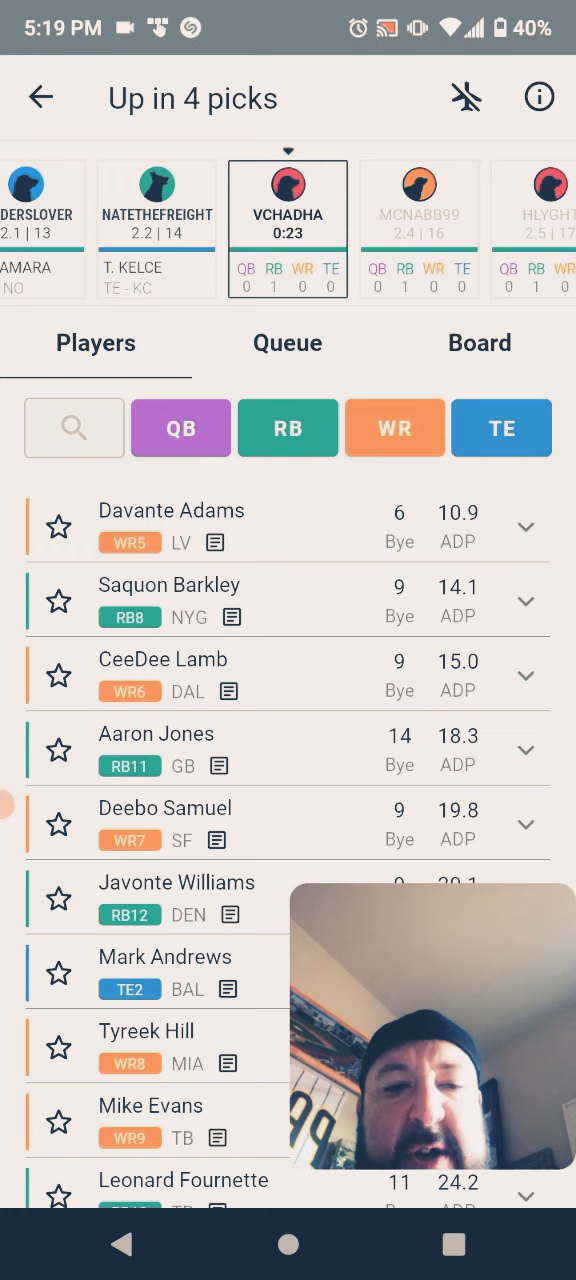 5:19 PM 40%
Up in 4 picks
DERSLOVER NATETHEFREIGHT VCHADHA MCNABB99 HLYGHT
2.1 | 13 2.2 | 14 0:23 2.4 | 16 2.5 | 17
AMARA T. KELCE QB RB WR TE QB RB WR TE QB RB WR
NO TE - KC 0 1 0 0 0 1 0 0 0 1 0
Players Queue Board
QB RB WR TE
Davante Adams 6 10.9
WR5 LV Bye ADP
Saquon Barkley 9 14.1
RB8 NYG Bye ADP
CeeDee Lamb 9 15.0
WR6 DAL Bye ADP
Aaron Jones 14 18.3
RB11 GB Bye ADP
Deebo Samuel 9 19.8
WR7 SF Bye ADP
Javonte Williams
RB12 DEN
Mark Andrews
TE2 BAL
Tyreek Hill
WR8 MIA
Mike Evans
WR9 TB
Leonard Fournette 11 24.2